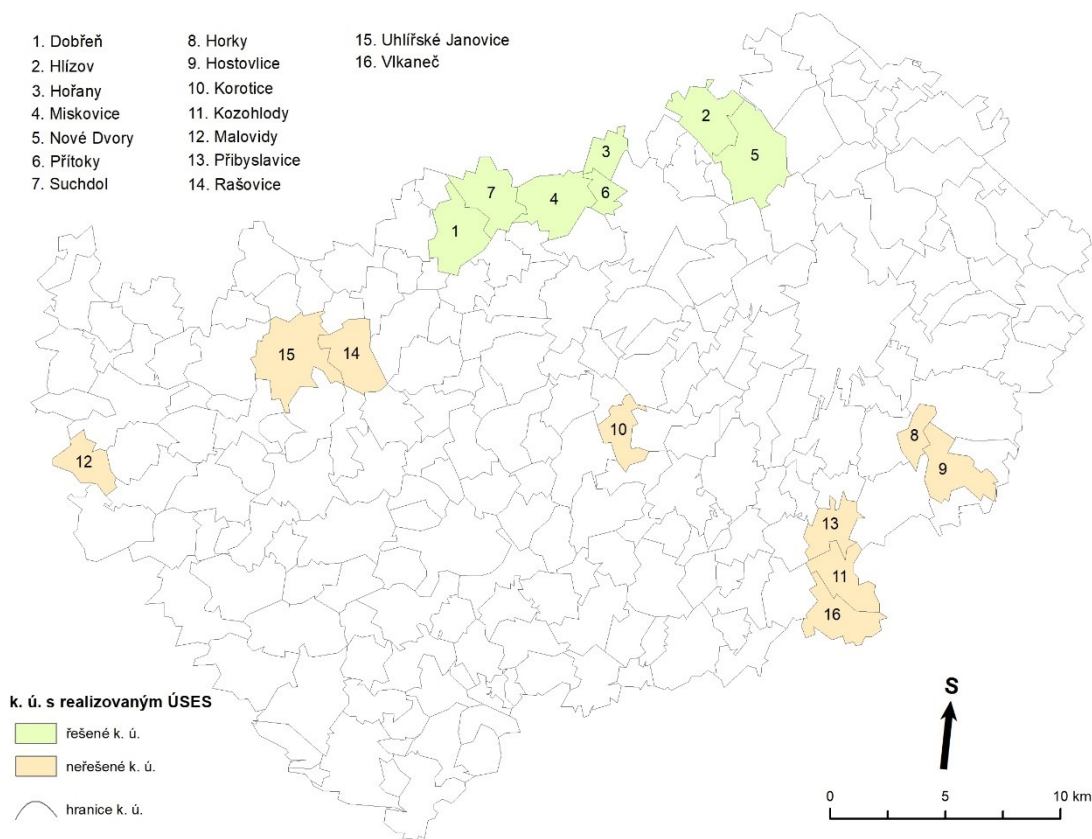 1. Dobřeň
2. Hlízov
3. Hořany
4. Miskovice
5. Nové Dvory
6. Přítoky
7. Suchdol
8. Horky
9. Hostovlice
10. Korotice
11. Kozohlody
12. Malovidy
13. Přibyslavice
14. Rašovice
15. Uhlířské Janovice
16. Vlkaneč
2
3
5
7
4
6
1
15
14
10
8
12
9
13
11
16
k. ú. s realizovaným ÚSES
řešené k. ú.
neřešené k. ú.
hranice k. ú.
S
0 5 10 km